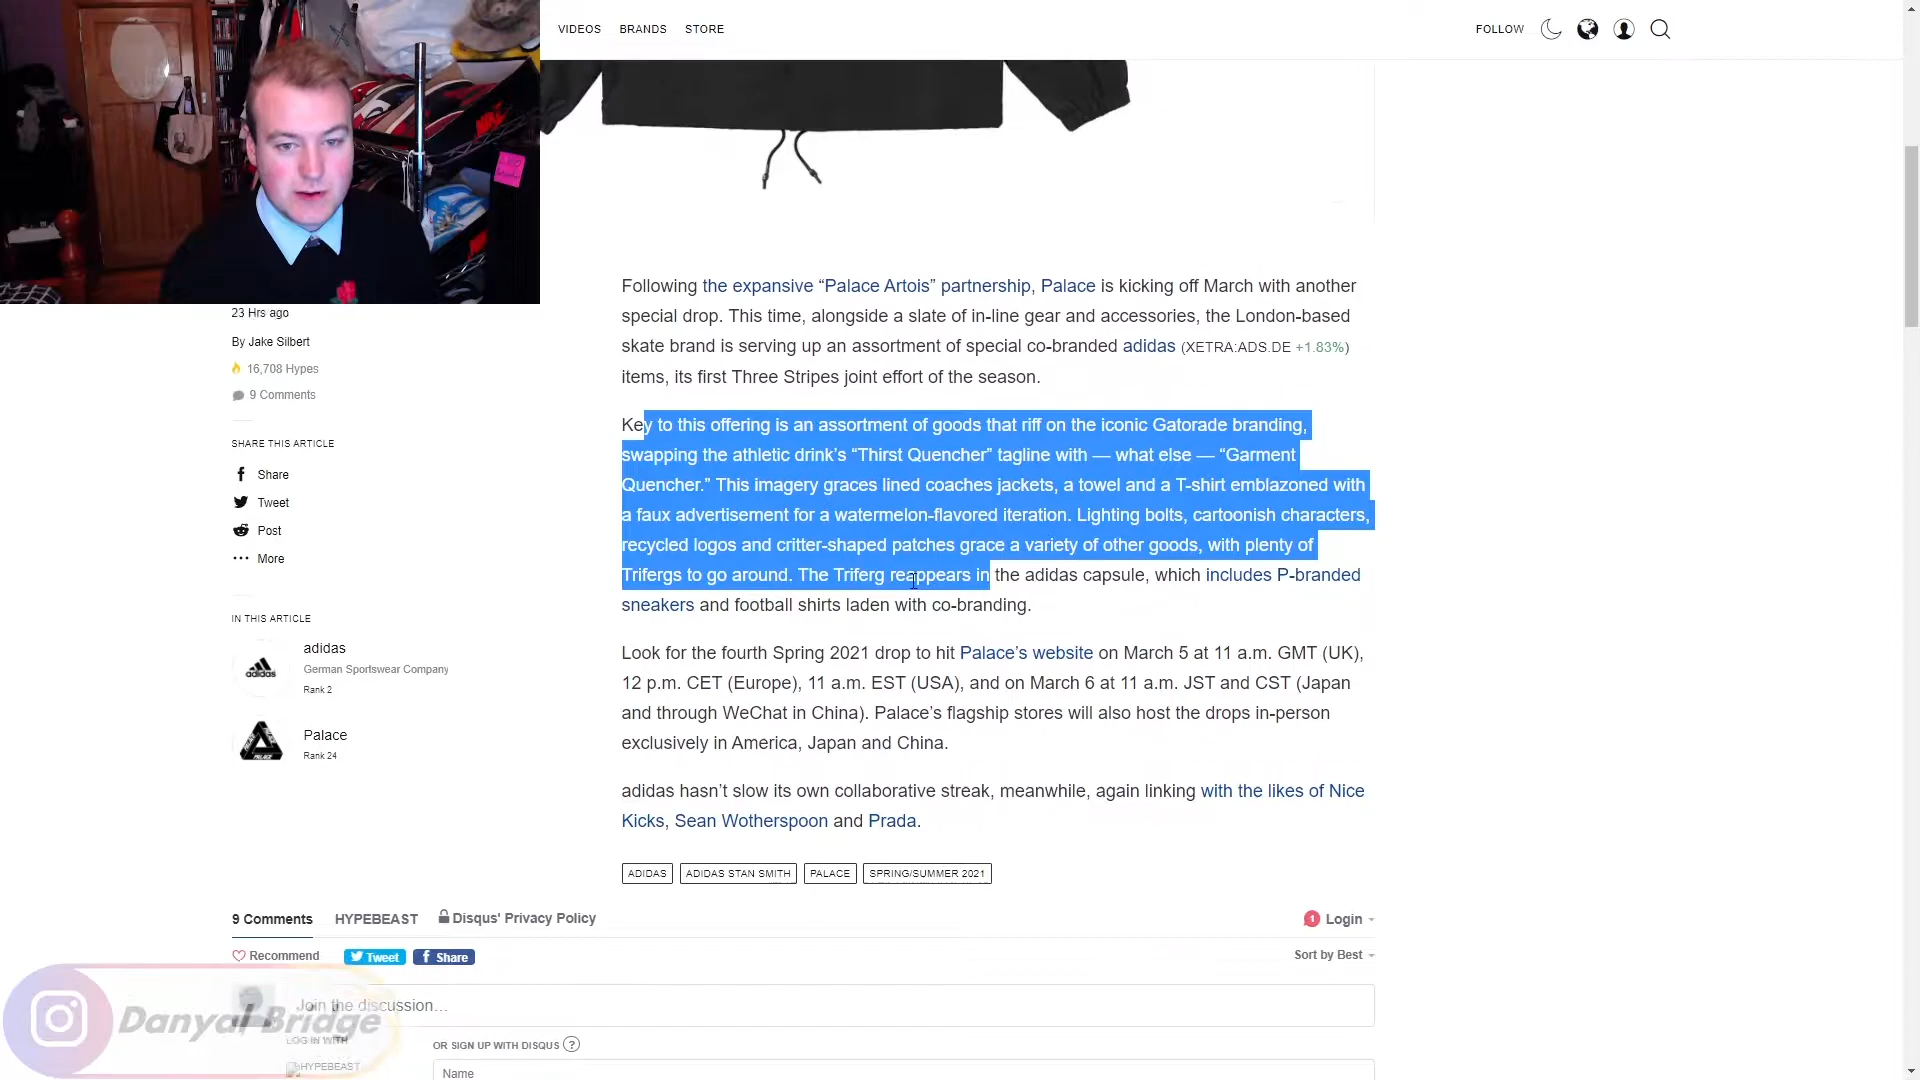 VIDEOS BRANDS STORE
FOLLOW
23 Hrs ago
By Jake Silbert
16,708 Hypes
9 Comments
SHARE THIS ARTICLE
Share
Tweet
Post
More
IN THIS ARTICLE
adidas
adidas
German Sportswear Company
Rank 2
Palace
Rank 24
Following the expansive “Palace Artois” partnership, Palace is kicking off March with another
special drop. This time, alongside a slate of in-line gear and accessories, the London-based
skate brand is serving up an assortment of special co-branded adidas (XETRA:ADS.DE +1.83%)
items, its first Three Stripes joint effort of the season.
Key to this offering is an assortment of goods that riff on the iconic Gatorade branding,
swapping the athletic drink’s “Thirst Quencher” tagline with — what else — “Garment
Quencher.” This imagery graces lined coaches jackets, a towel and a T-shirt emblazoned with
a faux advertisement for a watermelon-flavored iteration. Lighting bolts, cartoonish characters,
recycled logos and critter-shaped patches grace a variety of other goods, with plenty of
Trifergs to go around. The Triferg reappears in the adidas capsule, which includes P-branded
sneakers and football shirts laden with co-branding.
Look for the fourth Spring 2021 drop to hit Palace’s website on March 5 at 11 a.m. GMT (UK),
12 p.m. CET (Europe), 11 a.m. EST (USA), and on March 6 at 11 a.m. JST and CST (Japan
and through WeChat in China). Palace’s flagship stores will also host the drops in-person
exclusively in America, Japan and China.
adidas hasn’t slow its own collaborative streak, meanwhile, again linking with the likes of Nice
Kicks, Sean Wotherspoon and Prada.
ADIDAS ADIDAS STAN SMITH PALACE SPRING/SUMMER 2021
9 Comments HYPEBEAST Disqus' Privacy Policy 1 Login
Recommend Tweet Share Sort by Best
Join the discussion…
Danyal Bridge
LOG IN WITH
OR SIGN UP WITH DISQUS ?
HYPEBEAST
Name